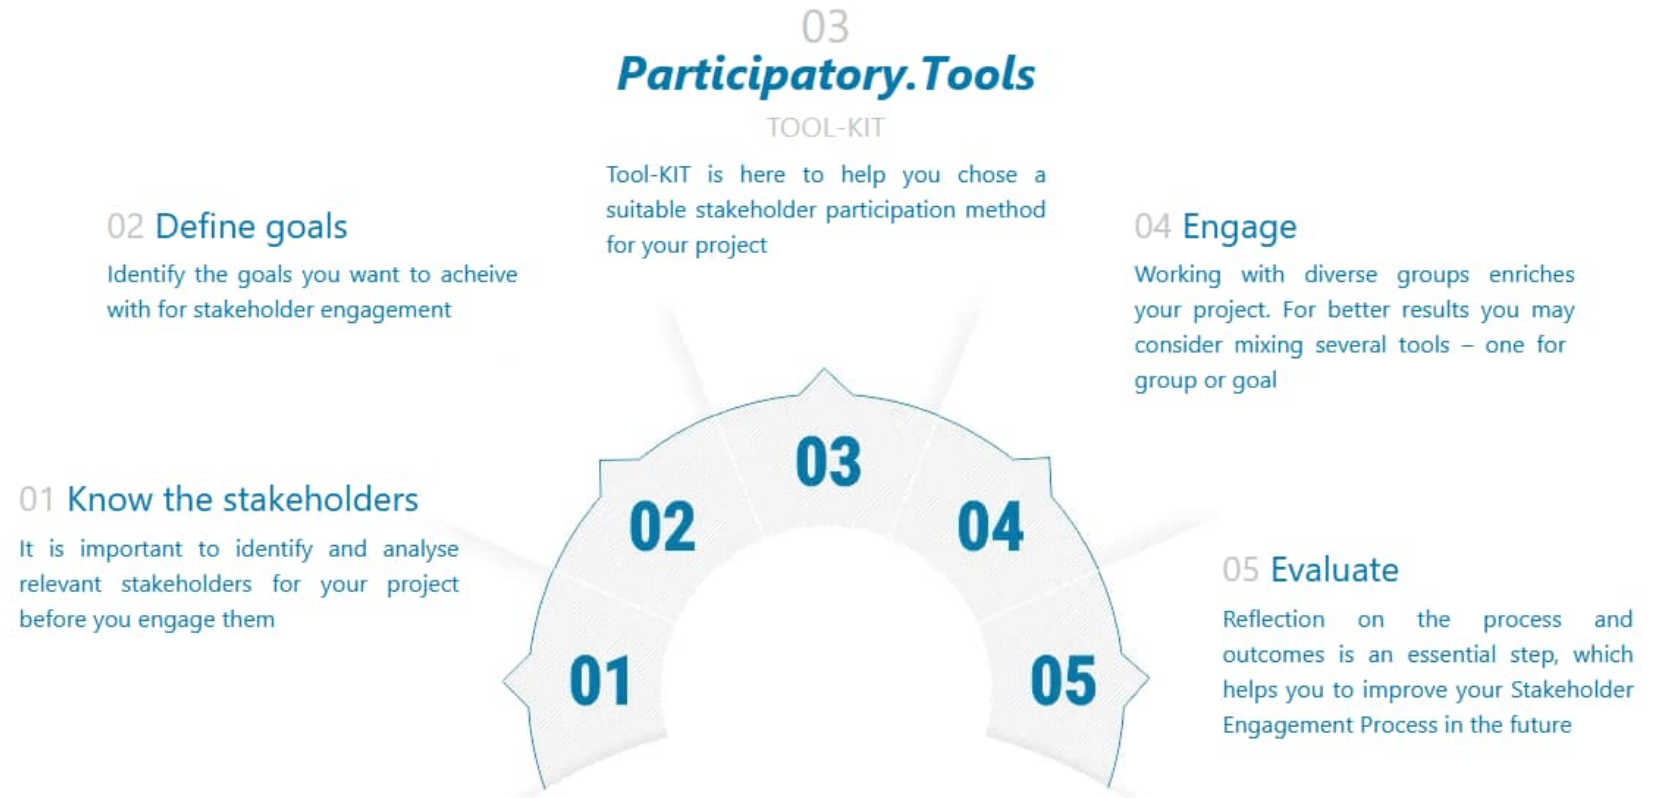 03
Participatory.Tools
TOOL-KIT
Tool-KIT is here to help you chose a
suitable stakeholder participation method
for your project
02 Define goals
Identify the goals you want to acheive
with for stakeholder engagement
04 Engage
Working with diverse groups enriches
your project. For better results you may
consider mixing several tools – one for
group or goal
01 Know the stakeholders
It is important to identify and analyse
relevant stakeholders for your project
before you engage them
05 Evaluate
Reflection on the process and
outcomes is an essential step, which
helps you to improve your Stakeholder
Engagement Process in the future
01
02
03
04
05